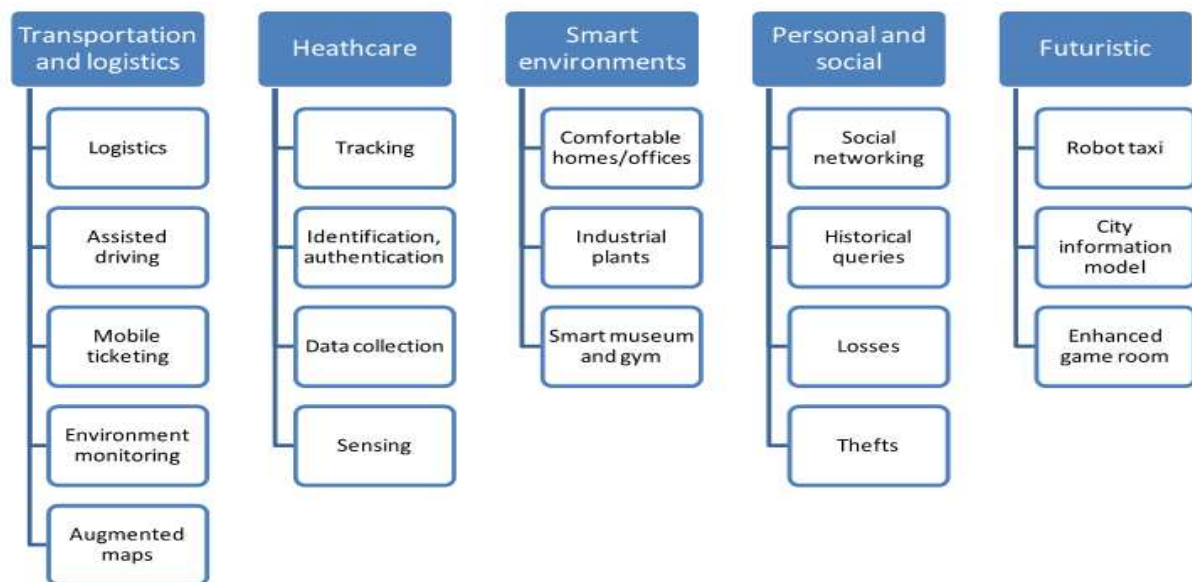 Transportation
and logistics
Logistics
Assisted
driving
Mobile
ticketing
Environment
monitoring
Augmented
maps
Heathcare
Tracking
Identification,
authentication
Data collection
Sensing
Smart
environments
Comfortable
homes/offices
Industrial
plants
Smart museum
and gym
Personal and
social
Social
networking
Historical
queries
Losses
Thefts
Futuristic
Robot taxi
City
information
model
Enhanced
game room